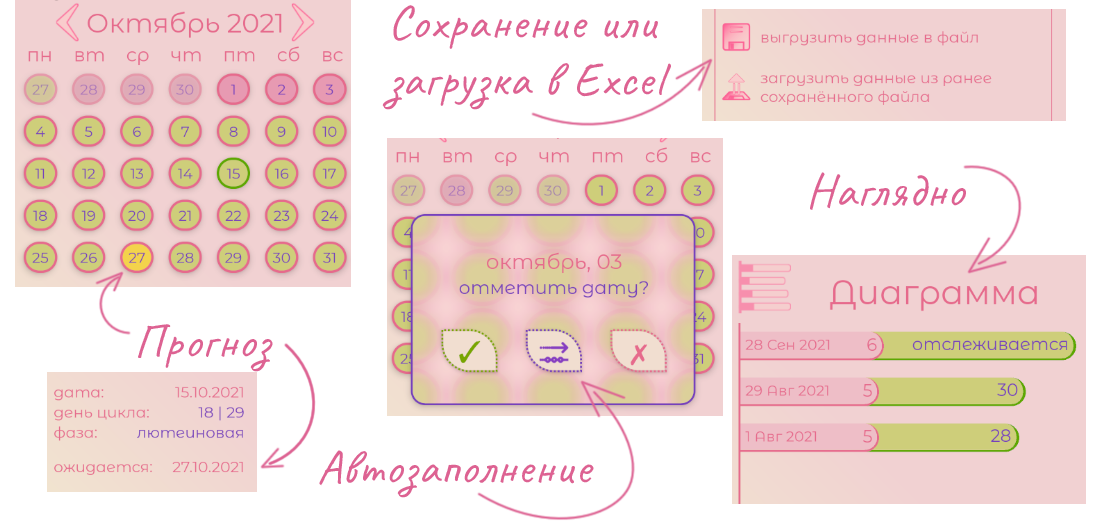 Октябрь 2021
пн вт ср чт пт сб вс
27 28 29 30 1 2 3
4 5 6 7 8 9 10
11 12 13 14 15 16 17
18 19 20 21 22 23 24
25 26 27 28 29 30 31
Прогноз
дата: 15.10.2021
день цикла: 18 | 29
фаза: лютеиновая
ожидается: 27.10.2021
Сохранение или
загрузка в Excel
выгрузить данные в файл
загрузить данные из ранее
сохранённого файла
пн вт ср чт пт сб вс
27 28 29 30 1 2 3
октябрь, 03
отметить дату?
Автозаполнение
Наглядно
Диаграмма
28 Сен 2021 6 отслеживается
29 Авг 2021 5 30
1 Авг 2021 5 28